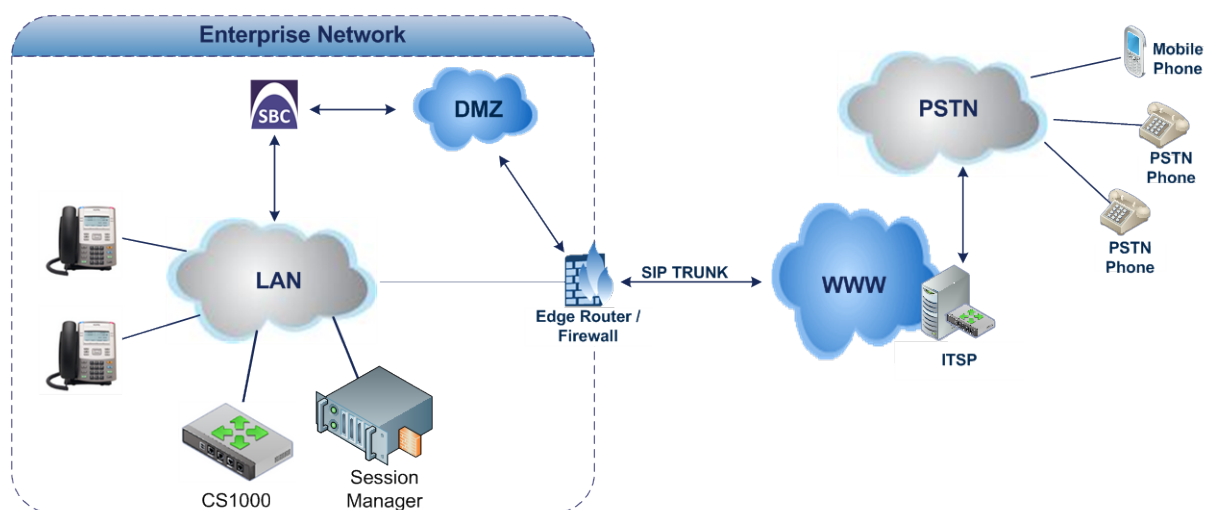 Enterprise Network
SBC
DMZ
LAN
Edge Router /
Firewall
SIP TRUNK
CS1000
Session
Manager
WWW
ITSP
PSTN
Mobile
Phone
PSTN
Phone
PSTN
Phone